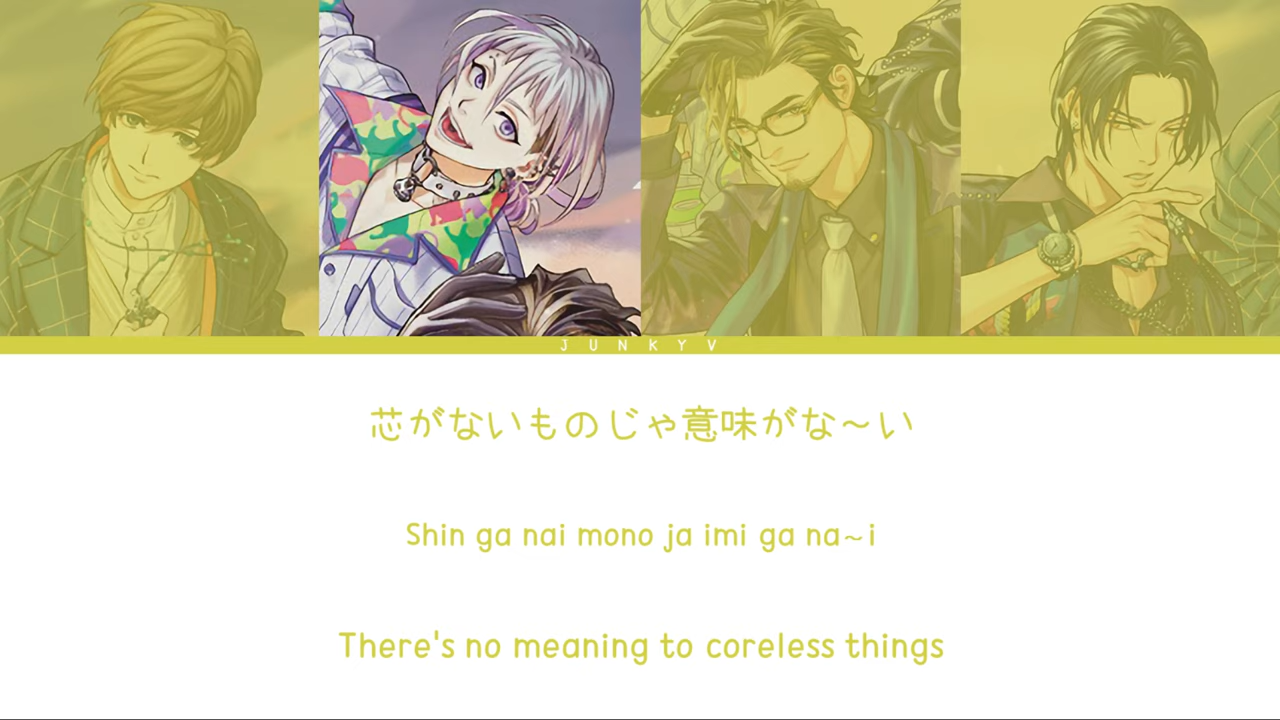 JUNKYV
芯がないものじゃ意味がな～い
Shin ga nai mono ja imi ga na~i
There's no meaning to coreless things